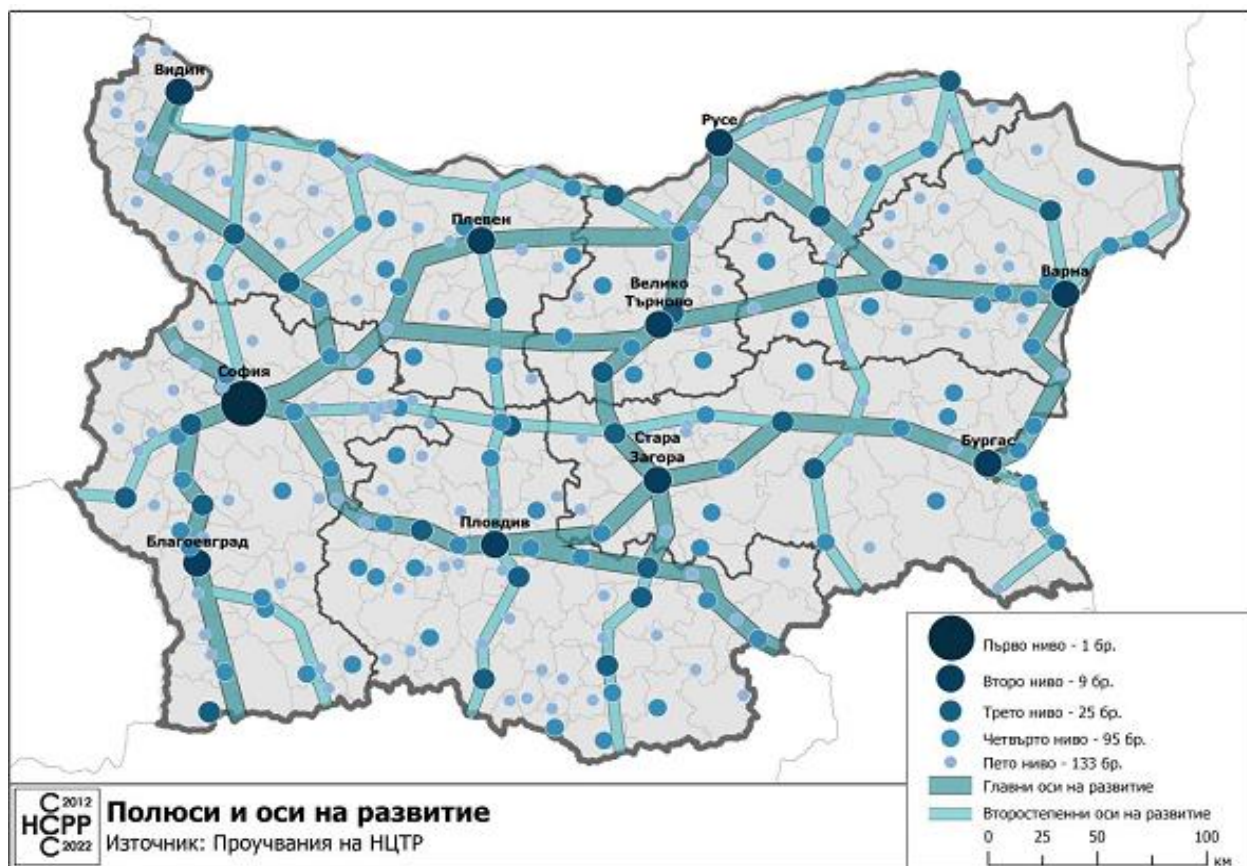 Видин
Русе
Плевен
Велико
Търново
Варна
София
Стара
Загора
Бургас
Пловдив
Благоевград
Първо ниво - 1 бр.
Второ ниво - 9 бр.
Трето ниво - 25 бр.
Четвърто ниво - 95 бр.
Пето ниво - 133 бр.
Главни оси на развитие
Второстепенни оси на развитие
0 25 50 100
км
С 2012
НСРР
С 2022
Полюси и оси на развитие
Източник: Проучвания на НЦТР